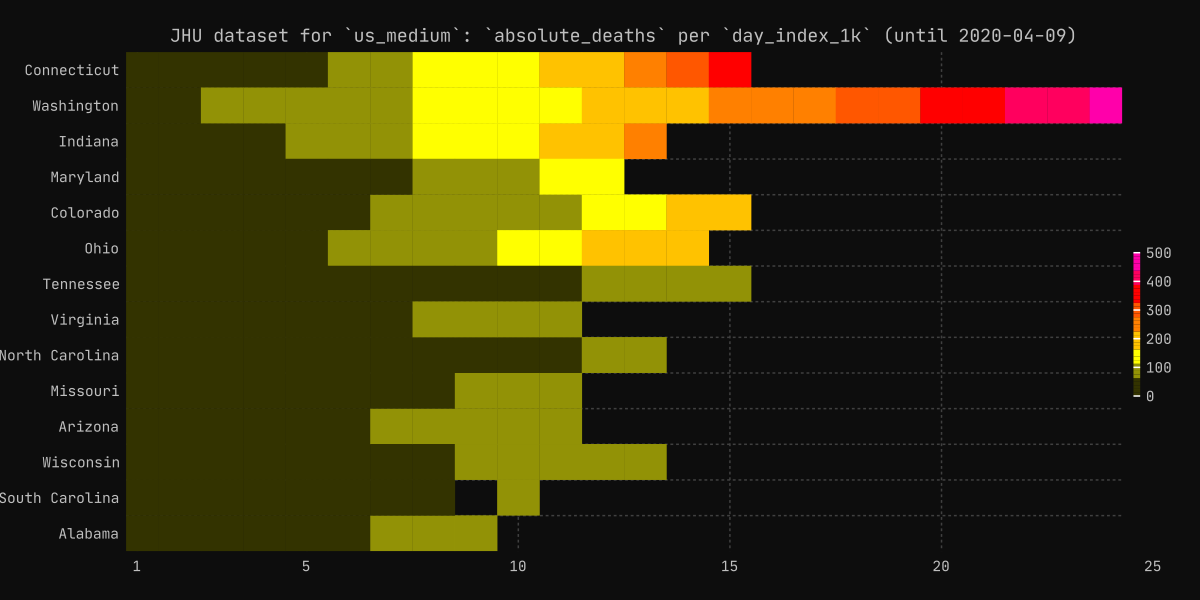 JHU dataset for `us_medium`: `absolute_deaths` per `day_index_1k` (until 2020-04-09)
Connecticut
Washington
Indiana
Maryland
Colorado
Ohio
Tennessee
Virginia
North Carolina
Missouri
Arizona
Wisconsin
South Carolina
Alabama
1 5 10 15 20 25
500
400
300
200
100
0